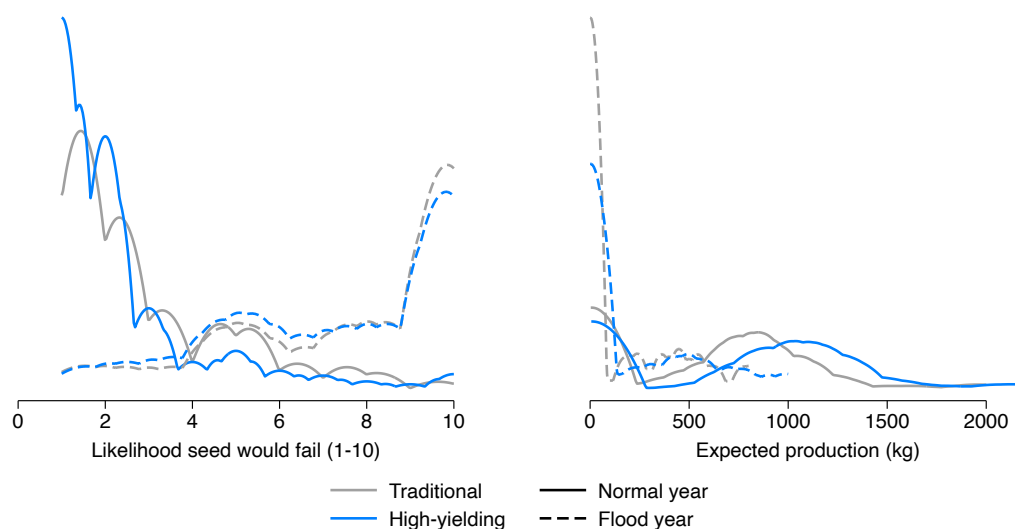 0 2 4 6 8 10
Likelihood seed would fail (1-10)
0 500 1000 1500 2000
Expected production (kg)
Traditional Normal year
High-yielding Flood year